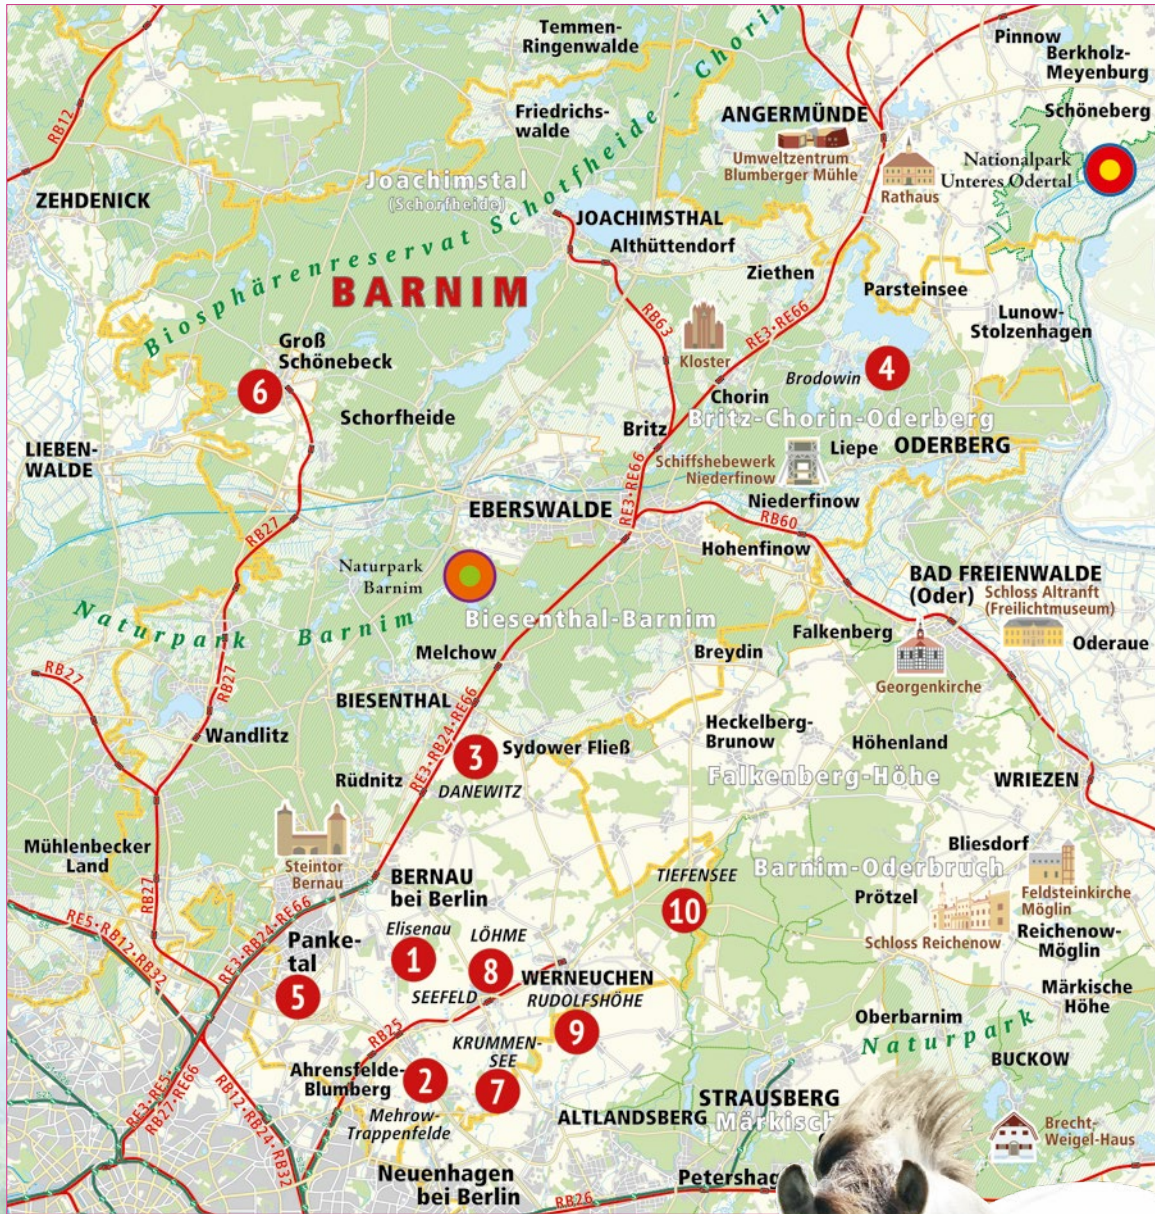 Temmen-
Ringenwalde
Pinnow
Berkholz-
Meyenburg
RB12
Friedrichs-
walde
ANGERMÜNDE
Schöneberg
Umweltzentrum
Blumberger Mühle
Nationalpark
Unteres Odertal
Rathaus
ZEHDENICK
Joachimstal
(Schorfheide)
Biosphärenreservat Schorfheide - Chorin
JOACHIMSTHAL
Althüttendorf
Ziethen
BARNIM
Parsteinsee
Lunow-
Stolzenhagen
RB63
RE3·RE66
Kloster
Groß
Schönebeck
6
4
Brodowin
Chorin
Schorfheide
Britz-Chorin-Oderberg
Britz
LIEBEN-
WALDE
Liepe
ODERBERG
Schiffshebewerk
Niederfinow
RE3·RE66
Niederfinow
EBERSWALDE
RB27
RB60
Hohenfinow
Naturpark
Barnim
BAD FREIENWALDE
(Oder)
Schloss Altranft
(Freilichtmuseum)
Naturpark Barnim
Biesenthal-Barnim
Falkenberg
Oderaue
Melchow
Breydin
RB27
RB27
Georgenkirche
BIESENTHAL
Wandlitz
RE3·RB24·RE66
Heckelberg-
Brunow
3
Sydower Fließ
Höhenland
Rüdnitz
DANEWITZ
Falkenberg-Höhe
WRIEZEN
Mühlenbecker
Land
Steintor
Bernau
Bliesdorf
BERNAU
bei Berlin
TIEFENSEE
Barnim-Oderbruch
RB27
Feldsteinkirche
Möglin
Prötzel
RE5·RB12·RB32
RE3·RB24·RE66
10
Elisenau
LÖHME
Schloss Reichenow
Reichenow-
Möglin
Panke-
tal
1
8
WERNEUCHEN
5
SEEFELD
RUDOLFSHÖHE
Märkische
Höhe
RB25
9
Oberbarnim
KRUMMEN-
SEE
Naturpark
BUCKOW
Ahrensfelde-
Blumberg
2
7
RE3·RE5·
RB27·RE66
RB12·RB24·
RB32
Mehrow-
Trappenfelde
ALTLANDSBERG
STRAUSBERG
Märkisch
Brecht-
Weigel-Haus
Neuenhagen
bei Berlin
Petershag
RB26